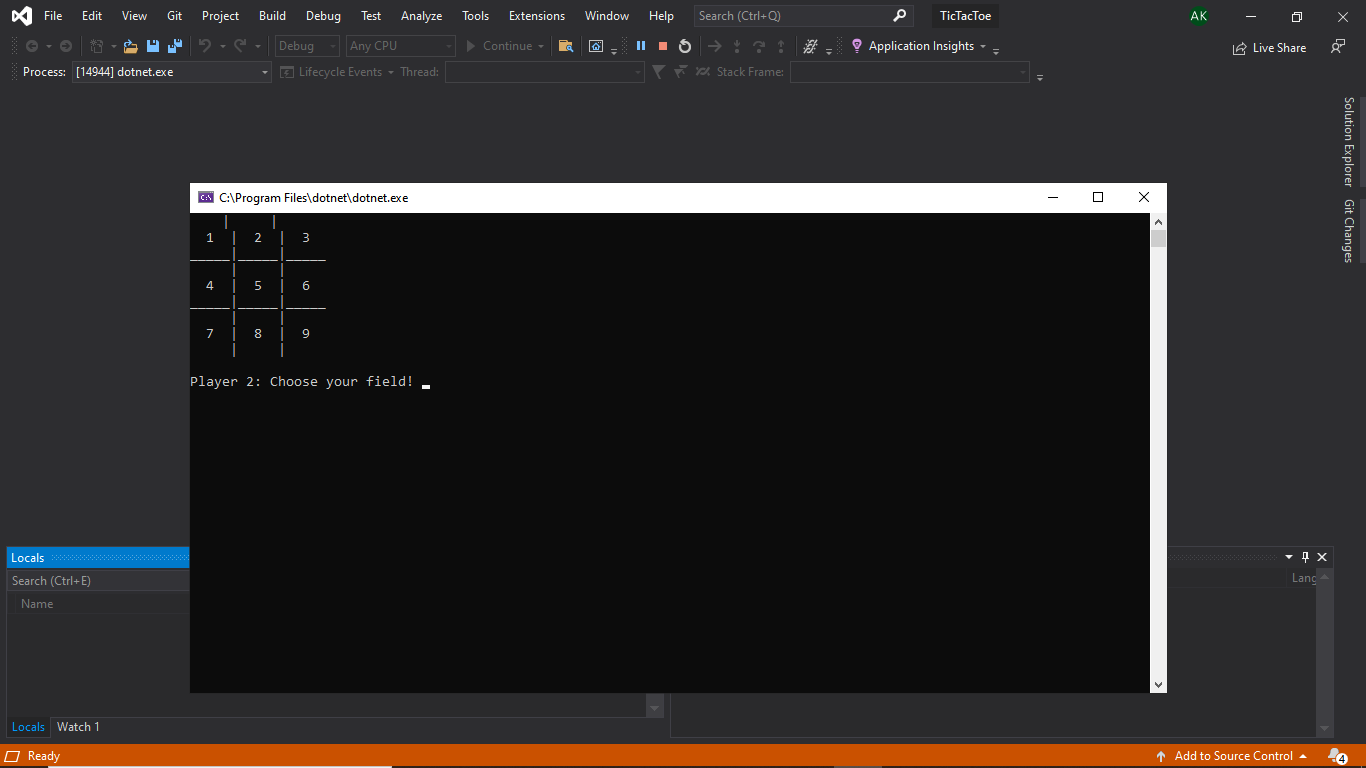 File Edit View Git Project Build Debug Test Analyze Tools Extensions Window Help Search (Ctrl+Q) TicTacToe AK
Debug Any CPU Continue Application Insights Live Share
Process: [14944] dotnet.exe Lifecycle Events Thread: Stack Frame:
Solution Explorer
Git Changes
C:\Program Files\dotnet\dotnet.exe
     |     |
  1  |  2  |  3
_____|_____|_____
     |     |
  4  |  5  |  6
_____|_____|_____
     |     |
  7  |  8  |  9
     |     |
Player 2: Choose your field!
Locals
Search (Ctrl+E)
Name
Lang
Locals Watch 1
Ready Add to Source Control 4